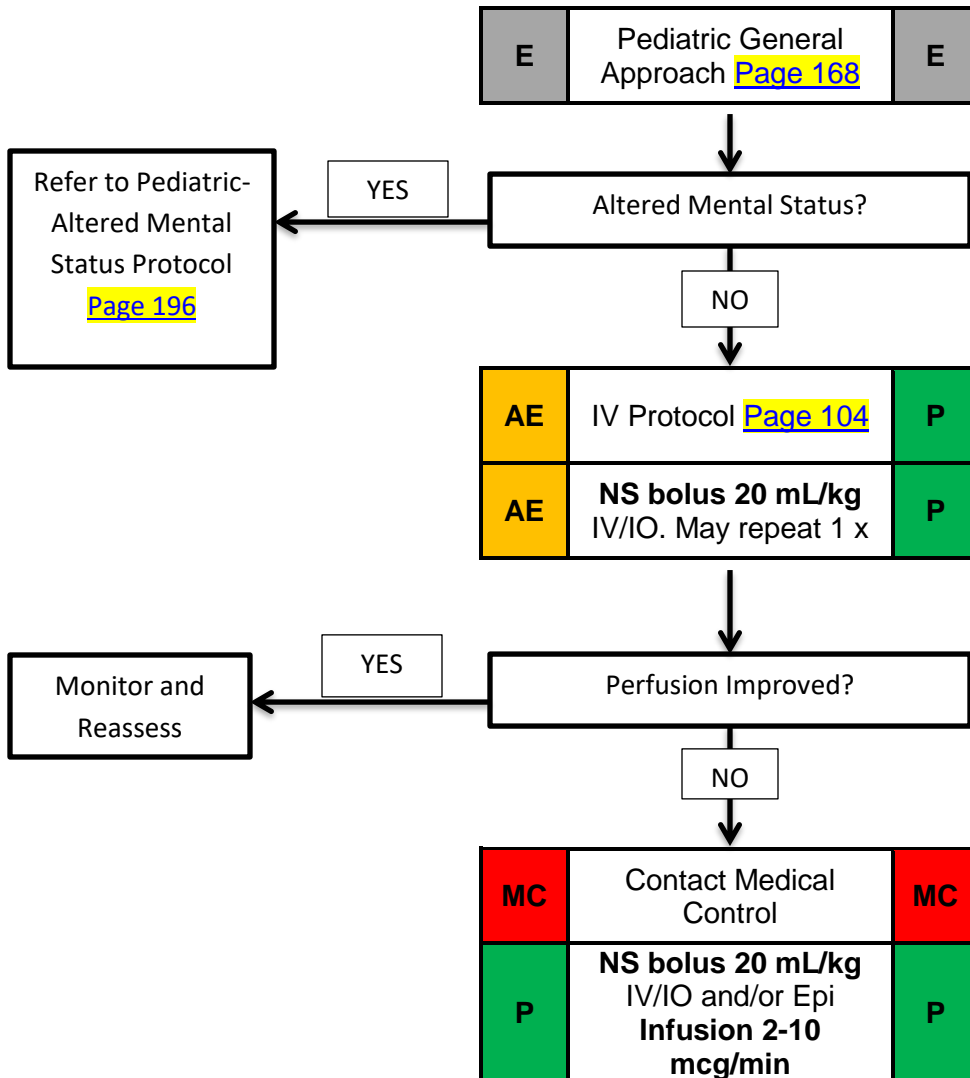 E
Pediatric General
Approach Page 168
E
Refer to Pediatric-
Altered Mental
Status Protocol
Page 196
YES
Altered Mental Status?
NO
AE
IV Protocol Page 104
P
AE
NS bolus 20 mL/kg
IV/IO. May repeat 1 x
P
Monitor and
Reassess
YES
Perfusion Improved?
NO
MC
Contact Medical
Control
MC
P
NS bolus 20 mL/kg
IV/IO and/or Epi
Infusion 2-10
mcg/min
P